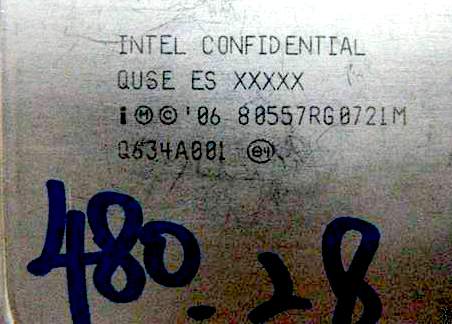 INTEL CONFIDENTIAL
QUSE ES XXXXX
i Ⓜ © '06 80557RG0721M
Q634A001 e4
480.28